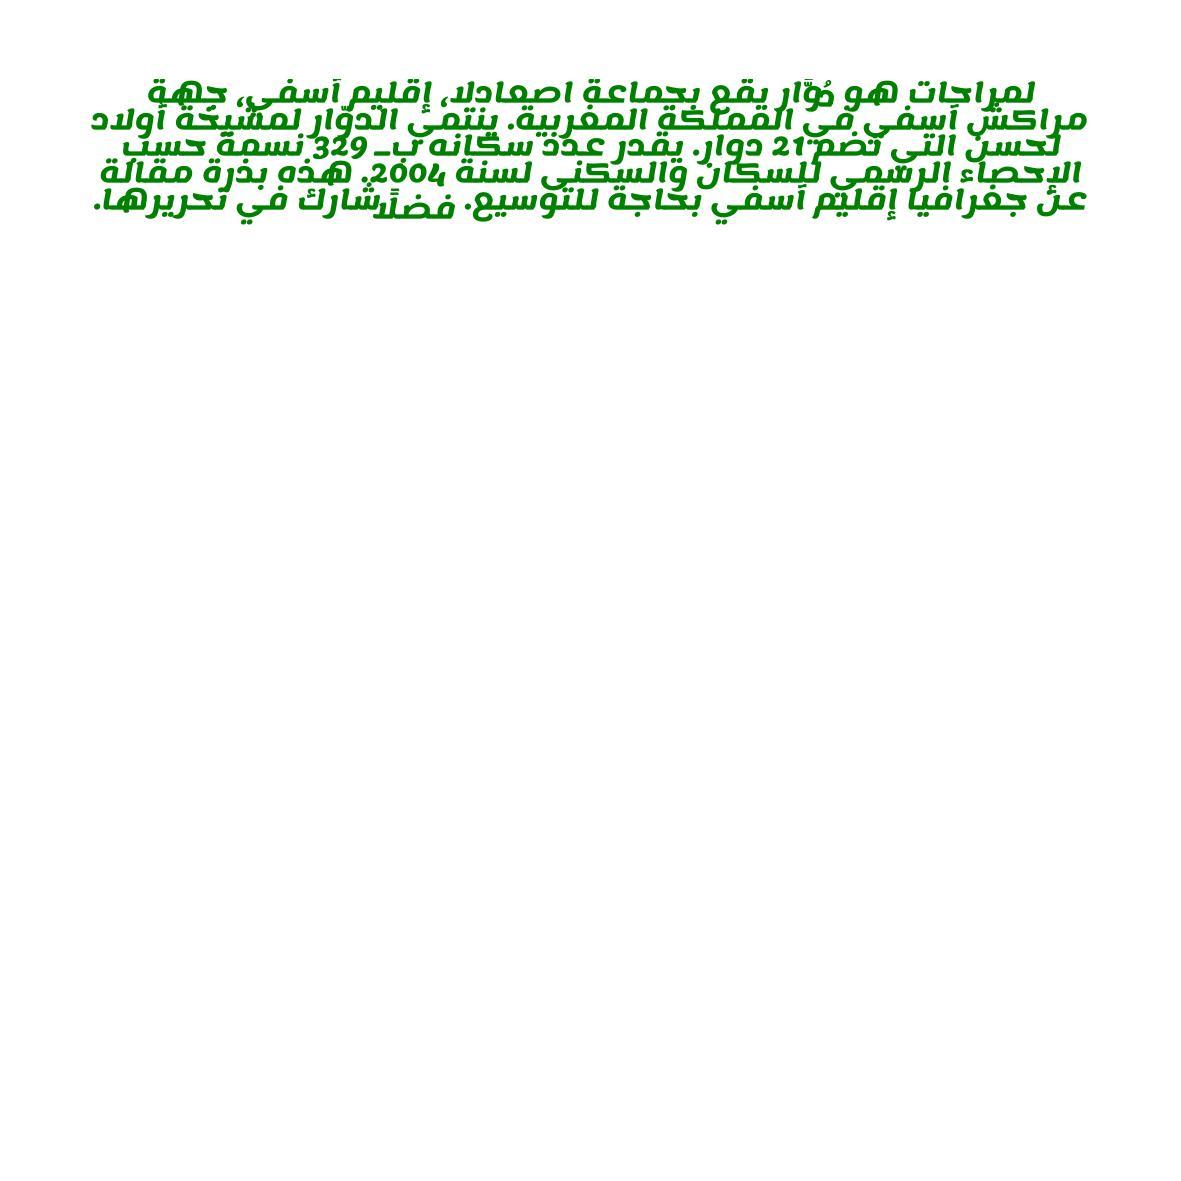 لمراحات هو دُوَّار يقع بجماعة اصعادلا، إقليم آسفي، جهة
مراكش آسفي في المملكة المغربية. ينتمي الدوّار لمشيخة أولاد
لحسن التي تضم 21 دوار. يقدر عدد سكانه بـ 329 نسمة حسب
الإحصاء الرسمي للسكان والسكنى لسنة 2004. هذه بذرة مقالة
عن جغرافيا إقليم آسفي بحاجة للتوسيع. فضلًا شارك في تحريرها.